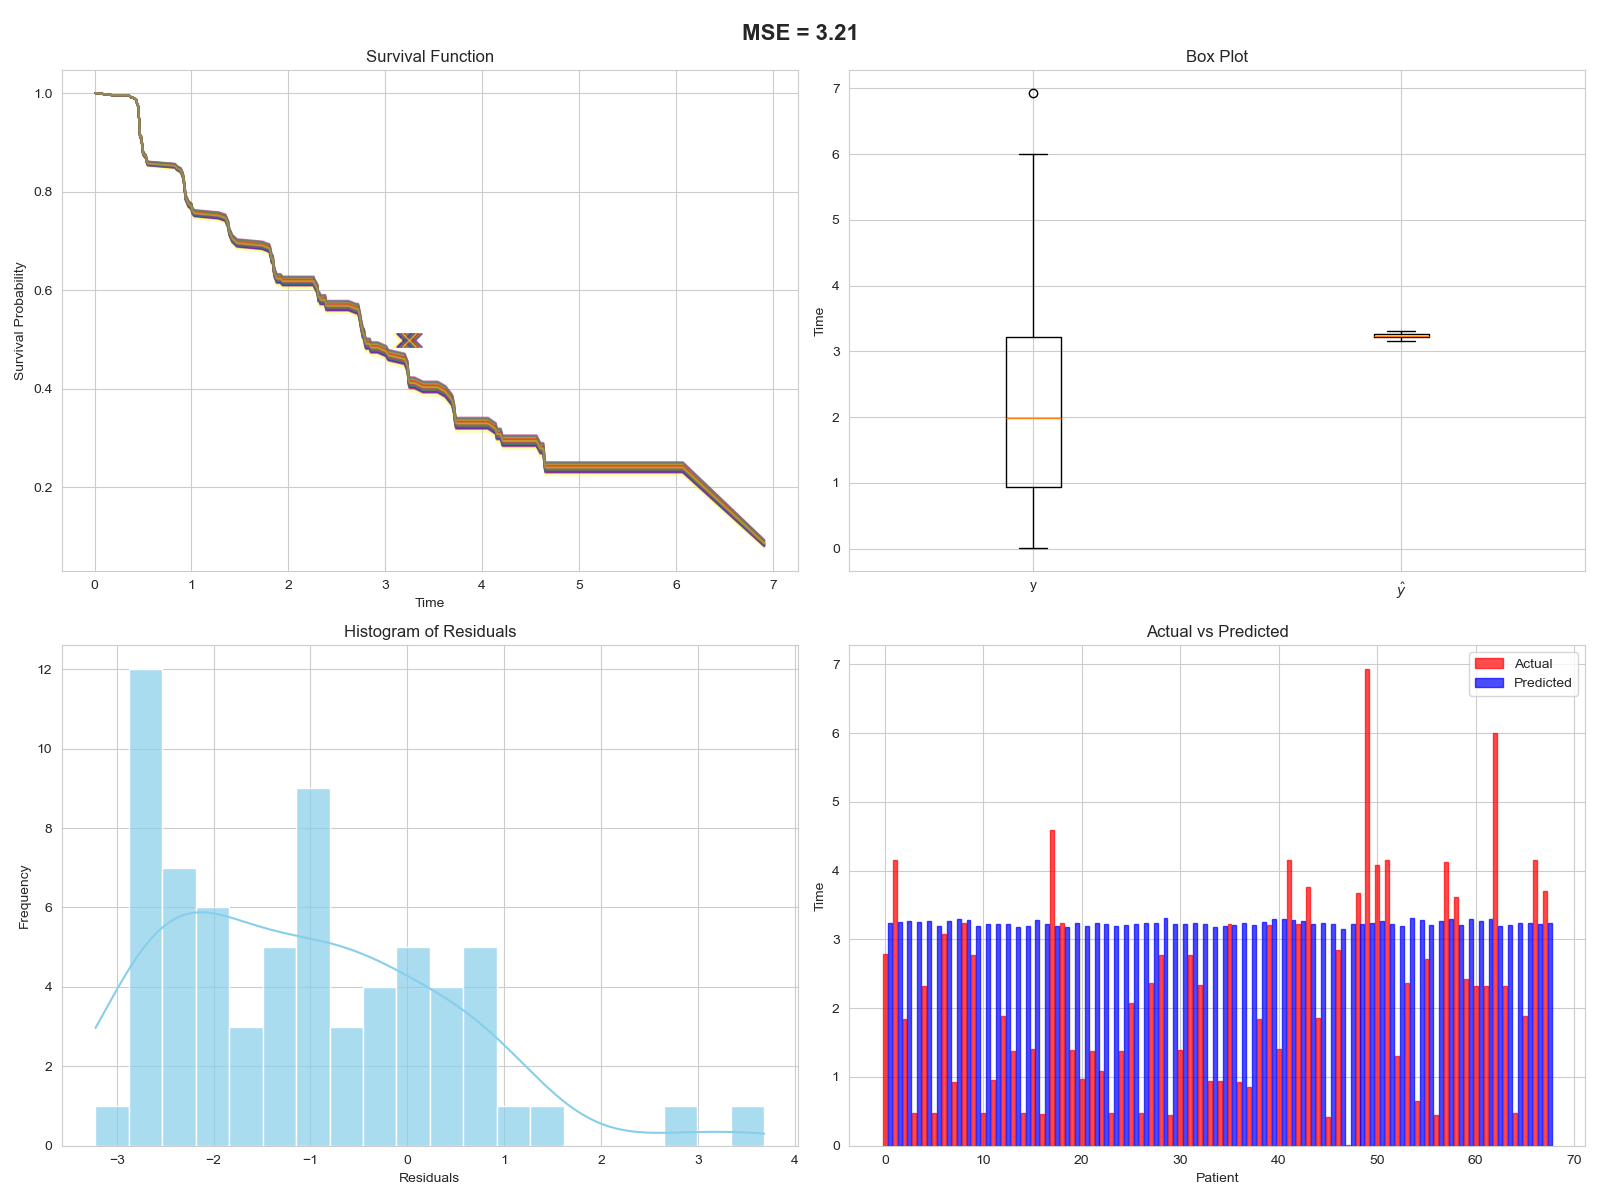 MSE = 3.21
Survival Function
Survival Probability
1.0
0.8
0.6
0.4
0.2
0 1 2 3 4 5 6 7
Time
Box Plot
Time
7
6
5
4
3
2
1
0
y ŷ
Histogram of Residuals
Frequency
12
10
8
6
4
2
0
−3 −2 −1 0 1 2 3 4
Residuals
Actual vs Predicted
Actual
Predicted
Time
7
6
5
4
3
2
1
0
0 10 20 30 40 50 60 70
Patient